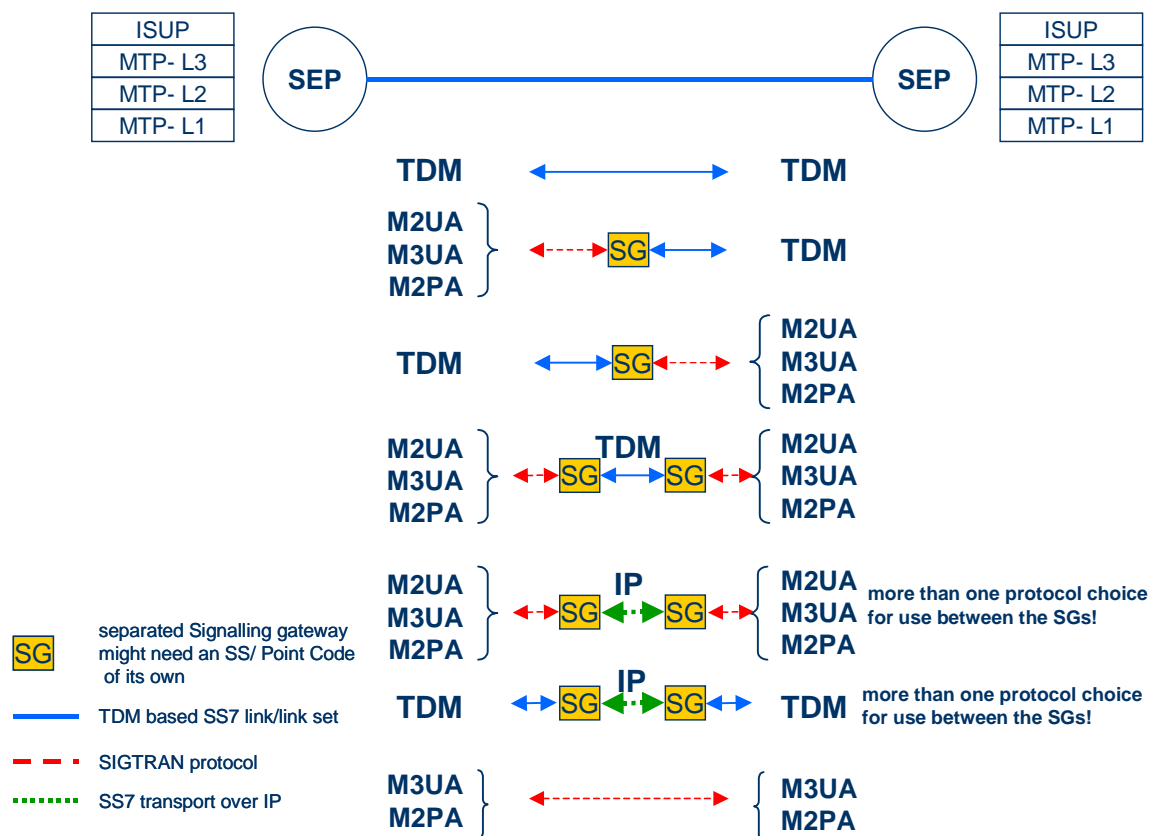 ISUP
MTP- L3
MTP- L2
MTP- L1
SEP
SEP
ISUP
MTP- L3
MTP- L2
MTP- L1
TDM
TDM
M2UA
M3UA
M2PA
SG
TDM
TDM
SG
M2UA
M3UA
M2PA
M2UA
M3UA
M2PA
TDM
SG
SG
M2UA
M3UA
M2PA
M2UA
M3UA
M2PA
IP
SG
SG
M2UA
M3UA
M2PA
more than one protocol choice
for use between the SGs!
TDM
IP
SG
SG
TDM
more than one protocol choice
for use between the SGs!
M3UA
M2PA
M3UA
M2PA
SG
separated Signalling gateway
might need an SS/ Point Code
of its own
TDM based SS7 link/link set
SIGTRAN protocol
SS7 transport over IP